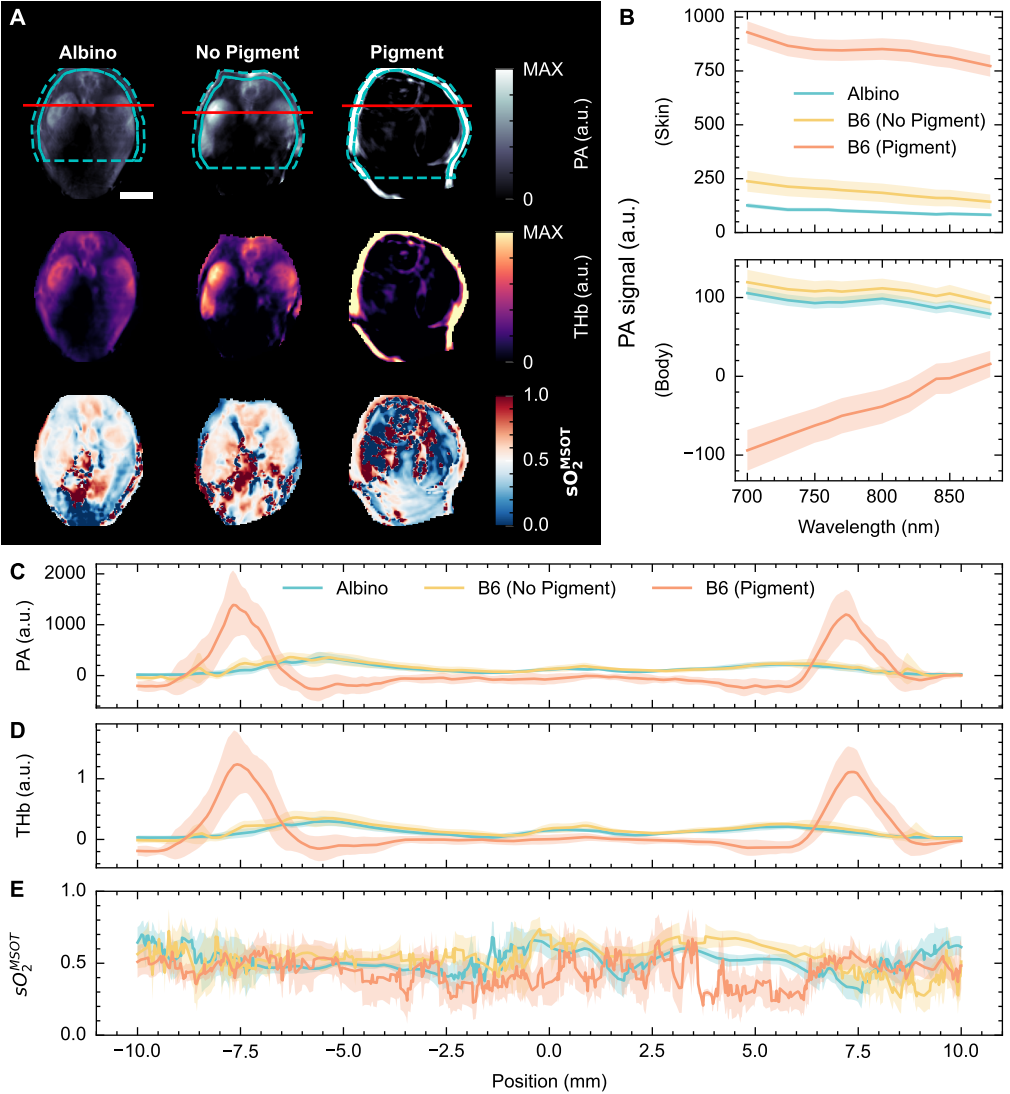 A
Albino
No Pigment
Pigment
MAX
PA (a.u.)
0
MAX
THb (a.u.)
0
1.0
0.5
sO₂ᴹˢᴼᵀ
0.0
B
1000
750
500
250
0
(Skin)
Albino
B6 (No Pigment)
B6 (Pigment)
PA signal (a.u.)
100
0
−100
(Body)
700
750
800
850
Wavelength (nm)
C
2000
1000
0
PA (a.u.)
Albino
B6 (No Pigment)
B6 (Pigment)
D
1
0
THb (a.u.)
E
1.0
0.5
0.0
sO₂ᴹˢᴼᵀ
−10.0
−7.5
−5.0
−2.5
0.0
2.5
5.0
7.5
10.0
Position (mm)